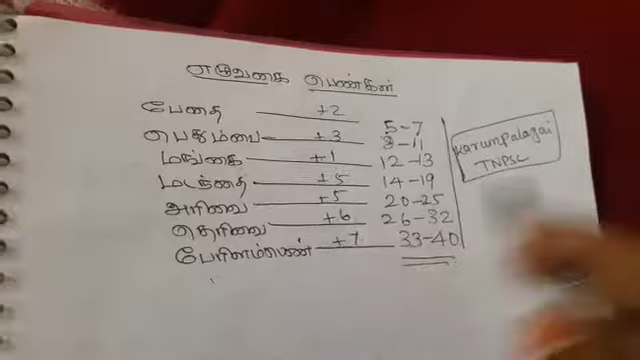 எழுவகை பெண்கள்
பேதை +2 5-7
பெதும்பை +3 8-11
மங்கை +1 12-13
மடந்தை +5 14-19
அரிவை +5 20-25
தெரிவை +6 26-32
பேரிளம்பெண் +7 33-40
Karumpalagai
TNPSC